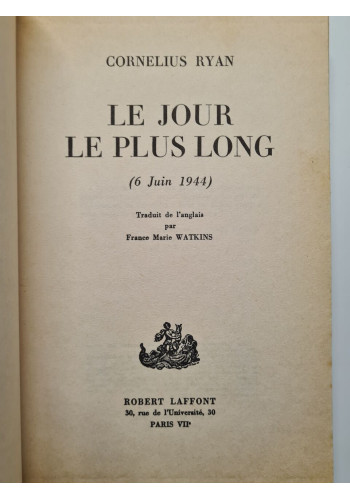 CORNELIUS RYAN
LE JOUR
LE PLUS LONG
(6 Juin 1944)
Traduit de l'anglais
par
France Marie WATKINS
ROBERT LAFFONT
30, rue de l'Université, 30
PARIS VIIᵉ